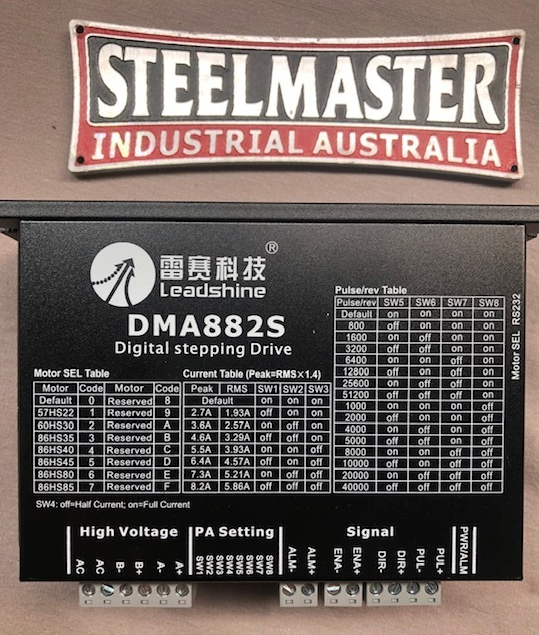 STEELMASTER
INDUSTRIAL AUSTRALIA
雷赛科技®
Leadshine
DMA882S
Digital stepping Drive
Motor SEL Table
Motor Code Motor Code
Default 0 Reserved 8
57HS22 1 Reserved 9
60HS30 2 Reserved A
86HS35 3 Reserved B
86HS40 4 Reserved C
86HS45 5 Reserved D
86HS80 6 Reserved E
86HS85 7 Reserved F
Current Table (Peak=RMS×1.4)
Peak RMS SW1 SW2 SW3
Default on on on
2.7A 1.93A off on on
3.6A 2.57A on off on
4.6A 3.29A off off on
5.5A 3.93A on on off
6.4A 4.57A off on off
7.3A 5.21A on off off
8.2A 5.86A off off off
SW4: off=Half Current; on=Full Current
Pulse/rev Table
Pulse/rev SW5 SW6 SW7 SW8
Default on on on on
800 off on on on
1600 on off on on
3200 off off on on
6400 on on off on
12800 off on off on
25600 on off off on
51200 off off off on
1000 on on on off
2000 off on on off
4000 on off on off
5000 off off on off
8000 on on off off
10000 off on off off
20000 on off off off
40000 off off off off
Motor SEL RS232
High Voltage
AC
AC
B-
B+
A-
A+
PA Setting
SW1
SW2
SW3
SW4
SW5
SW6
SW7
SW8
Signal
ALM-
ALM+
ENA-
ENA+
DIR-
DIR+
PUL-
PUL+
PWR/ALM